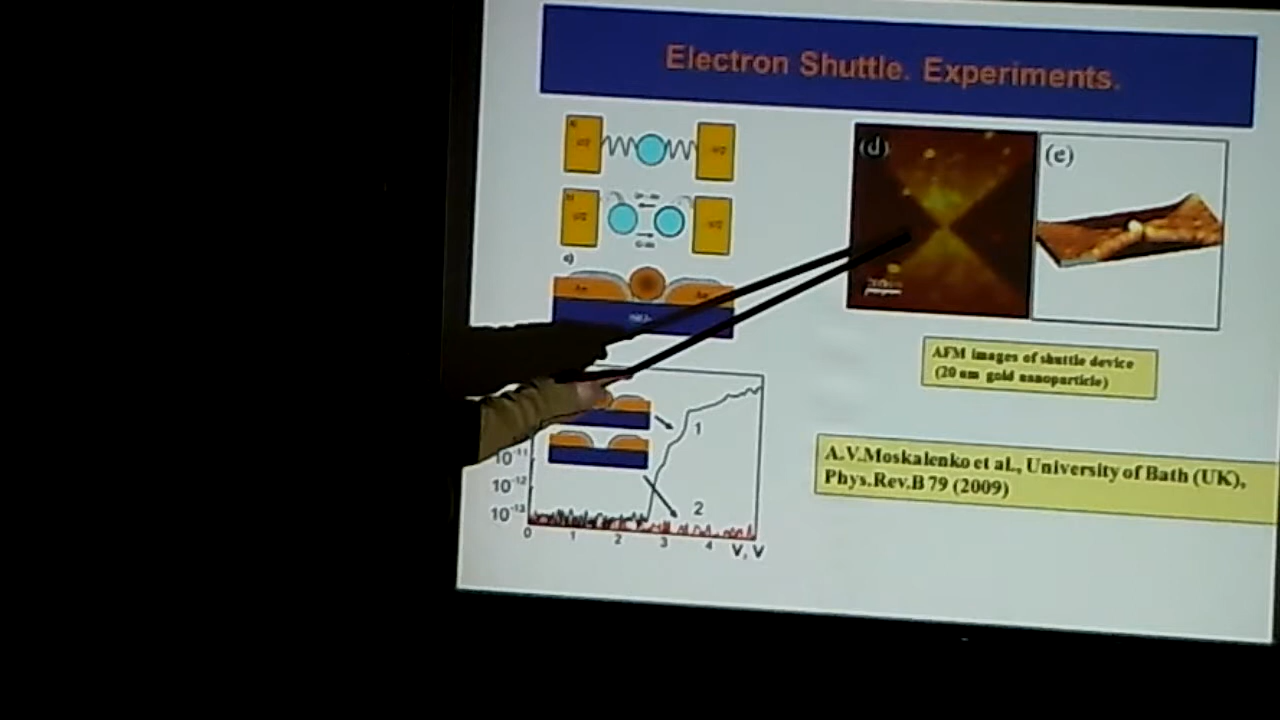 Electron Shuttle. Experiments.
(d)
(e)
c)
AFM images of shuttle device
(20 nm gold nanoparticle)
A.V.Moskalenko et al., University of Bath (UK),
Phys.Rev.B 79 (2009)
1
10-11
10-12
2
10-13
0 1 2 3 4 V, V